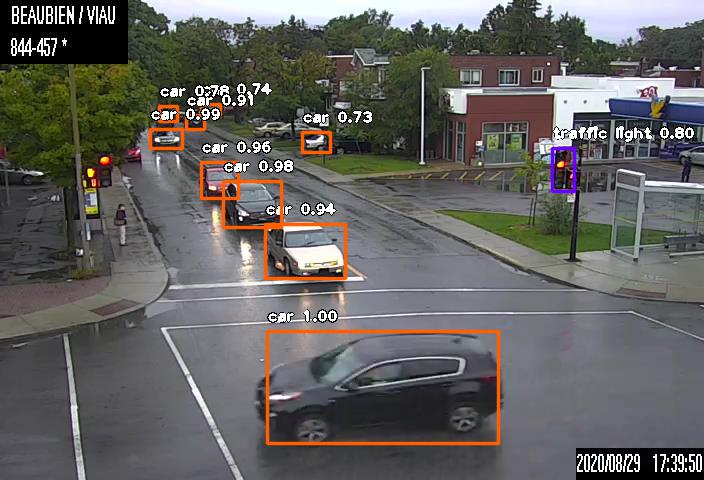 BEAUBIEN / VIAU
844-457 *
car 0.74
car 0.78
car 0.91
car 0.99
car 0.73
traffic light 0.80
car 0.96
car 0.98
car 0.94
car 1.00
2020/08/29 17:39:50